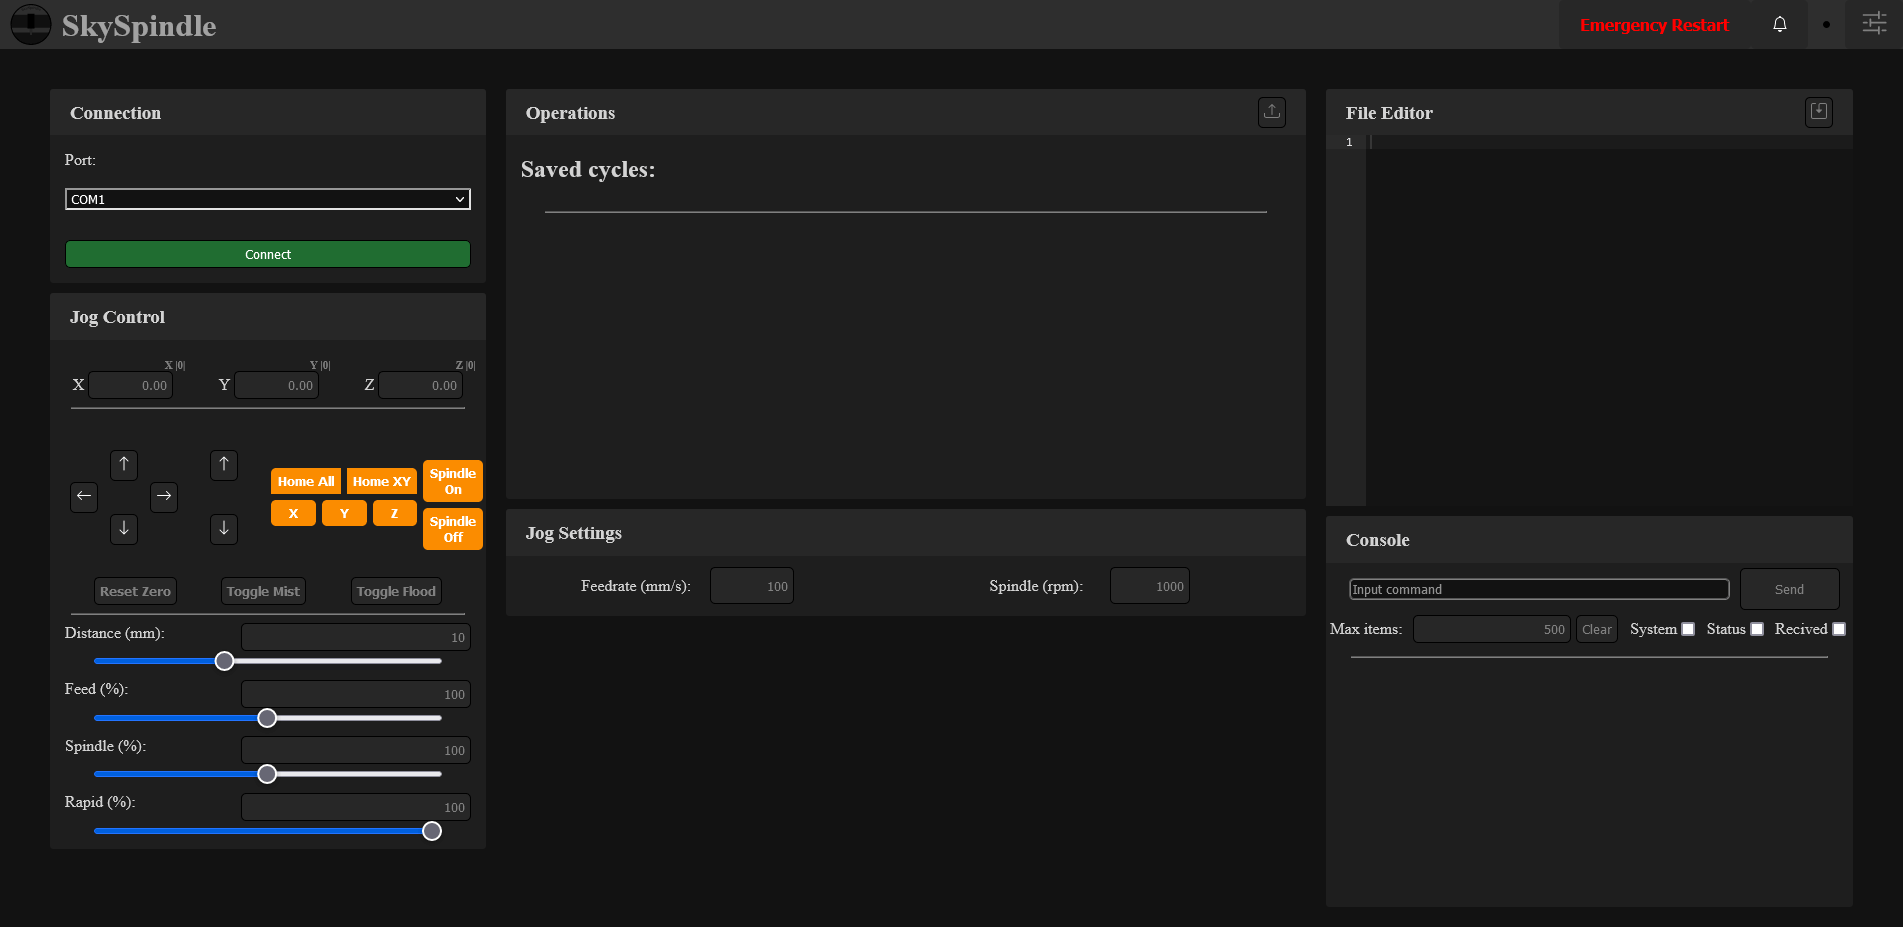 SkySpindle
Emergency Restart
Connection
Port:
COM1
Connect
Jog Control
X |0|
Y |0|
Z |0|
X 0.00
Y 0.00
Z 0.00
Home All
Home XY
Spindle
On
X
Y
Z
Spindle
Off
Reset Zero
Toggle Mist
Toggle Flood
Distance (mm):
10
Feed (%):
100
Spindle (%):
100
Rapid (%):
100
Operations
Saved cycles:
Jog Settings
Feedrate (mm/s):
100
Spindle (rpm):
1000
File Editor
1
Console
Input command
Send
Max items:
500
Clear
System
Status
Recived